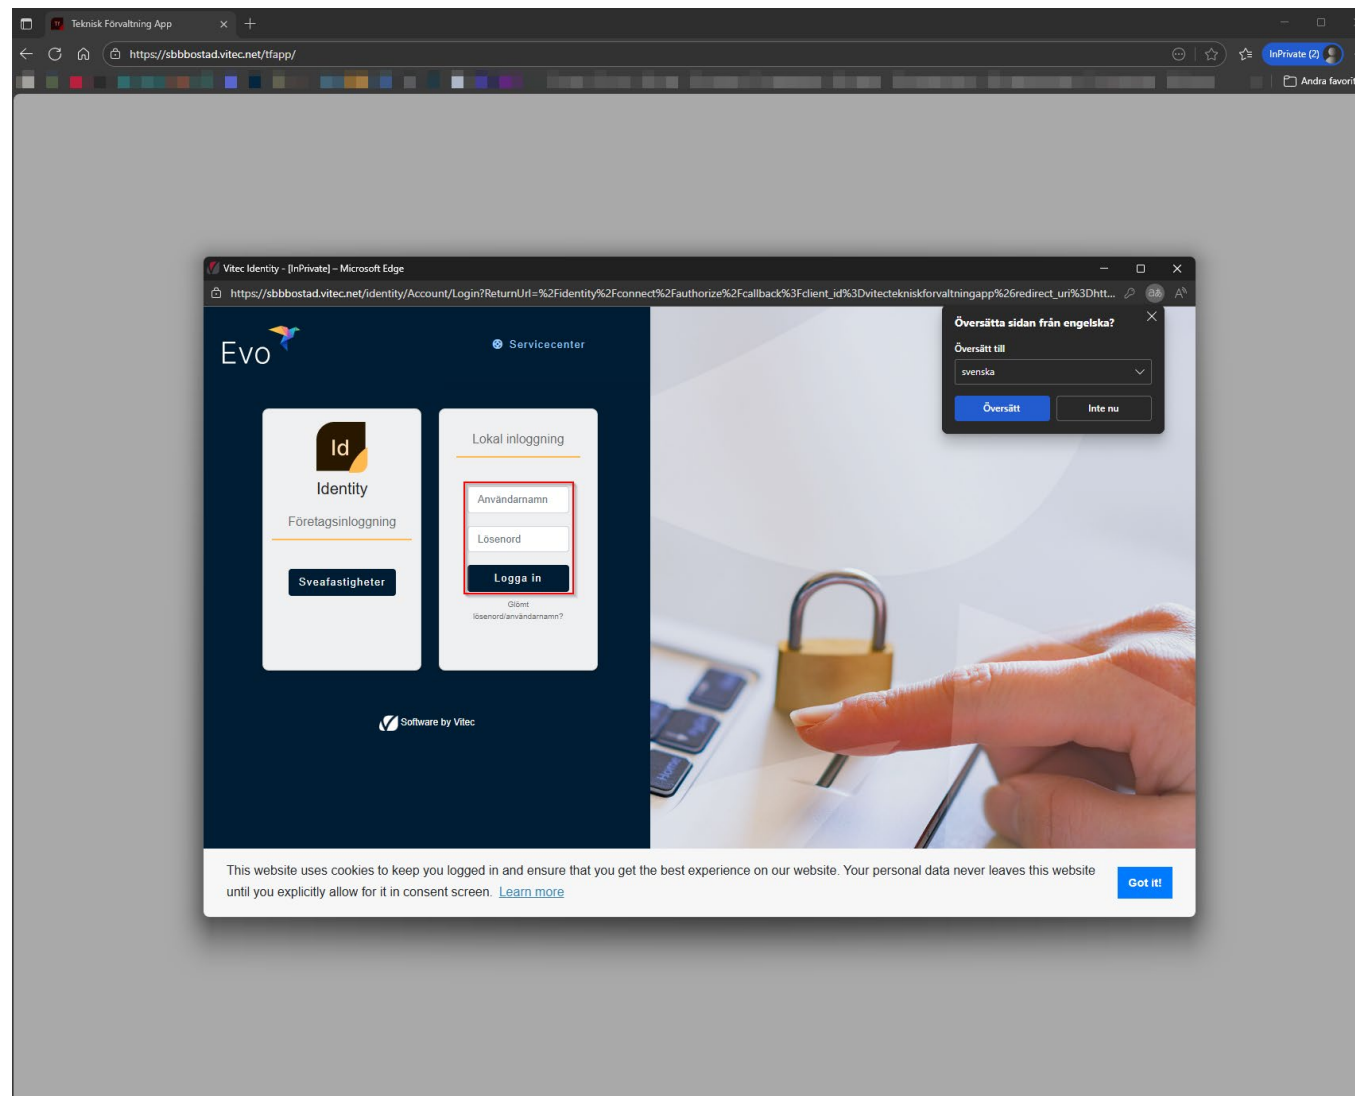 Teknisk Förvaltning App
https://sbbbostad.vitec.net/tfapp/
InPrivate (2)
Andra favorit
Vitec Identity - [InPrivate] – Microsoft Edge
https://sbbbostad.vitec.net/identity/Account/Login?ReturnUrl=%2Fidentity%2Fconnect%2Fauthorize%2Fcallback%3Fclient_id%3Dvitectekniskforvaltningapp%26redirect_uri%3Dhtt...
Översätta sidan från engelska?
Översätt till
svenska
Översätt
Inte nu
Evo
Servicecenter
Id
Identity
Företagsinloggning
Sveafastigheter
Lokal inloggning
Användarnamn
Lösenord
Logga in
Glömt
lösenord/användarnamn?
Software by Vitec
Home
This website uses cookies to keep you logged in and ensure that you get the best experience on our website. Your personal data never leaves this website
until you explicitly allow for it in consent screen. Learn more
Got it!